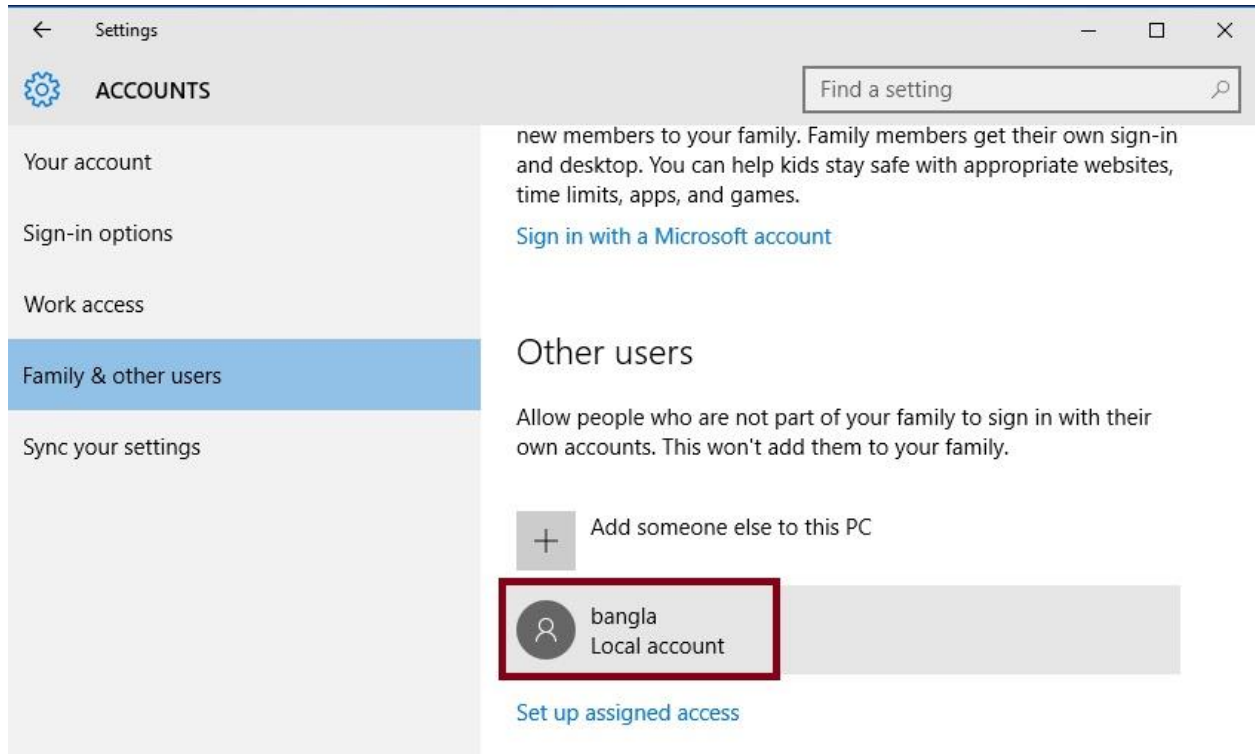 Settings
ACCOUNTS
Find a setting
Your account
Sign-in options
Work access
Family & other users
Sync your settings
new members to your family. Family members get their own sign-in
and desktop. You can help kids stay safe with appropriate websites,
time limits, apps, and games.
Sign in with a Microsoft account
Other users
Allow people who are not part of your family to sign in with their
own accounts. This won't add them to your family.
Add someone else to this PC
bangla
Local account
Set up assigned access